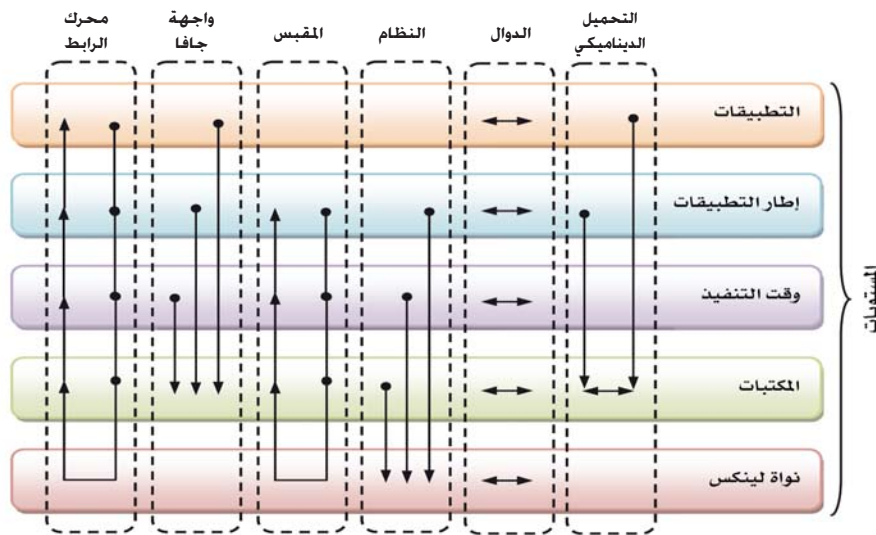 التحميل
الديناميكي
الدوال
النظام
المقبس
واجهة
جافا
محرك
الرابط
التطبيقات
إطار التطبيقات
وقت التنفيذ
المكتبات
نواة لينكس
المستويات